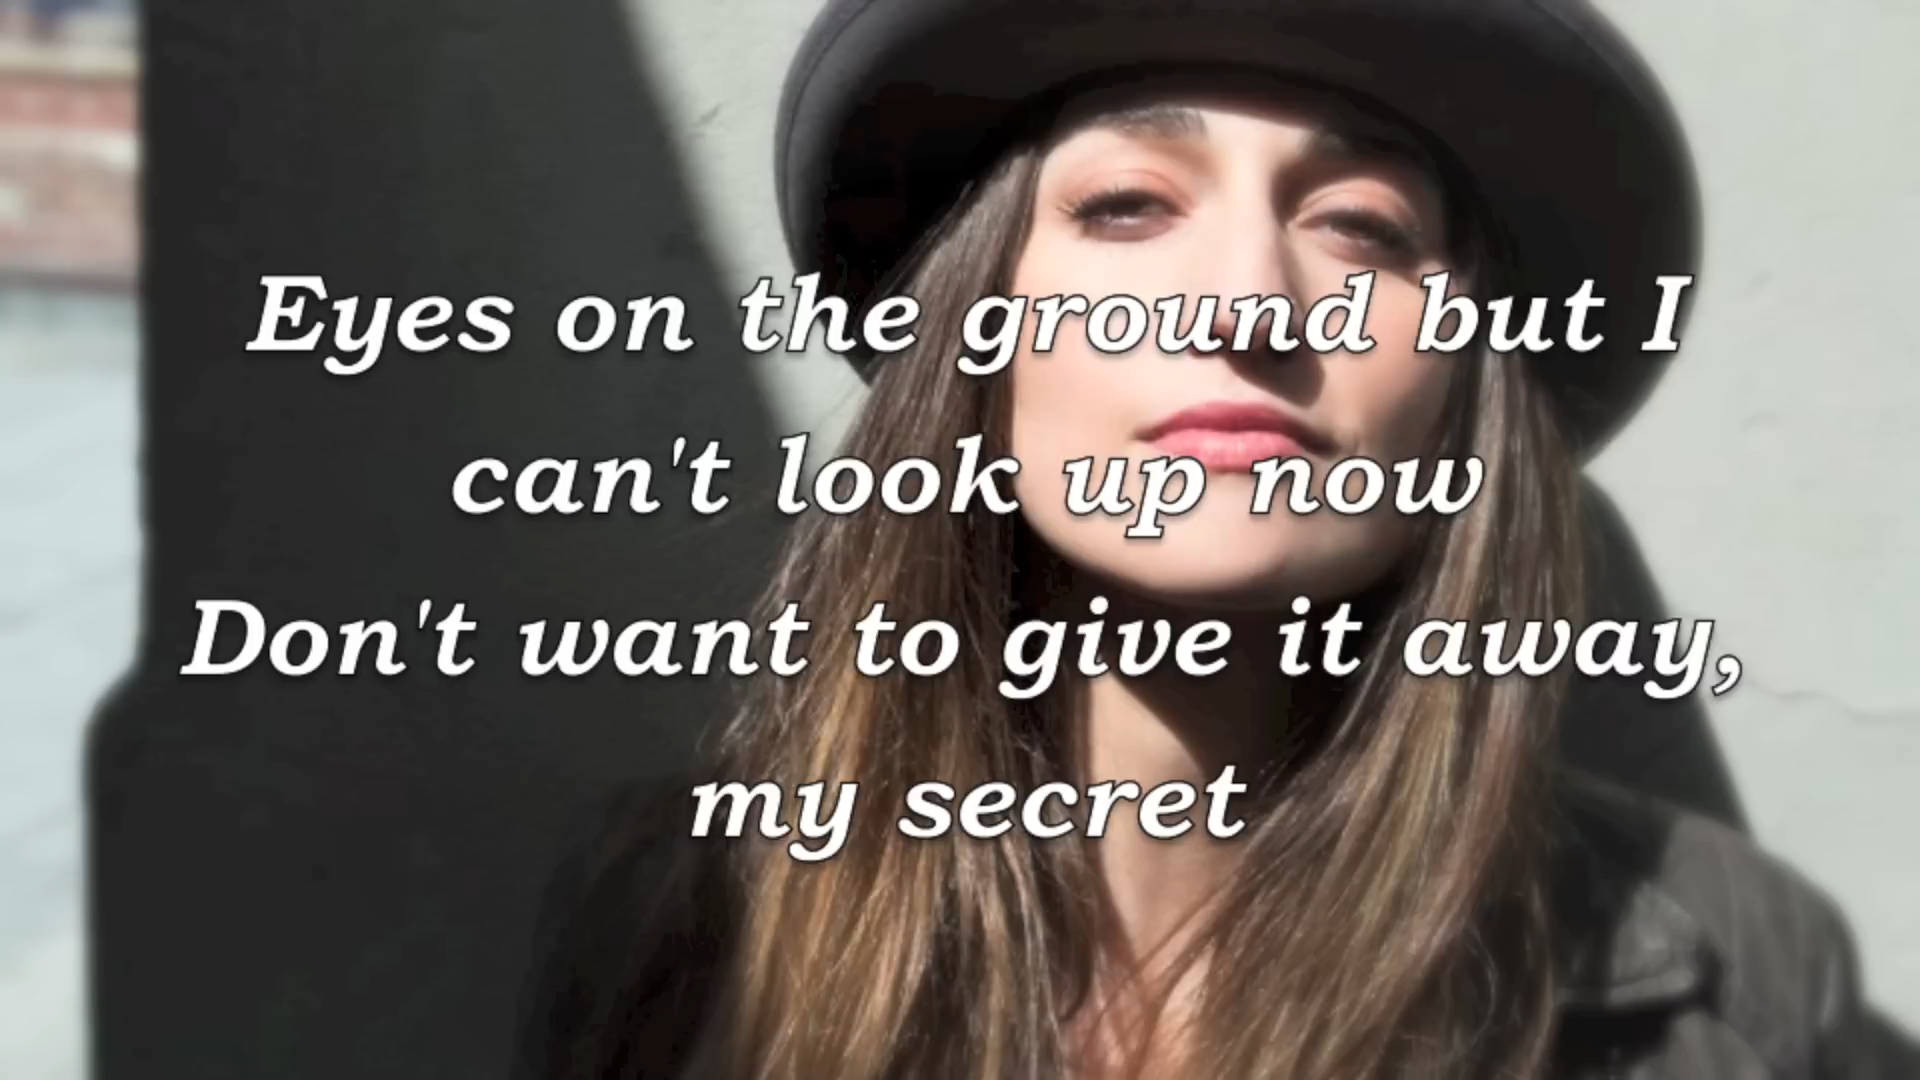 Eyes on the ground but I
can't look up now
Don't want to give it away,
my secret